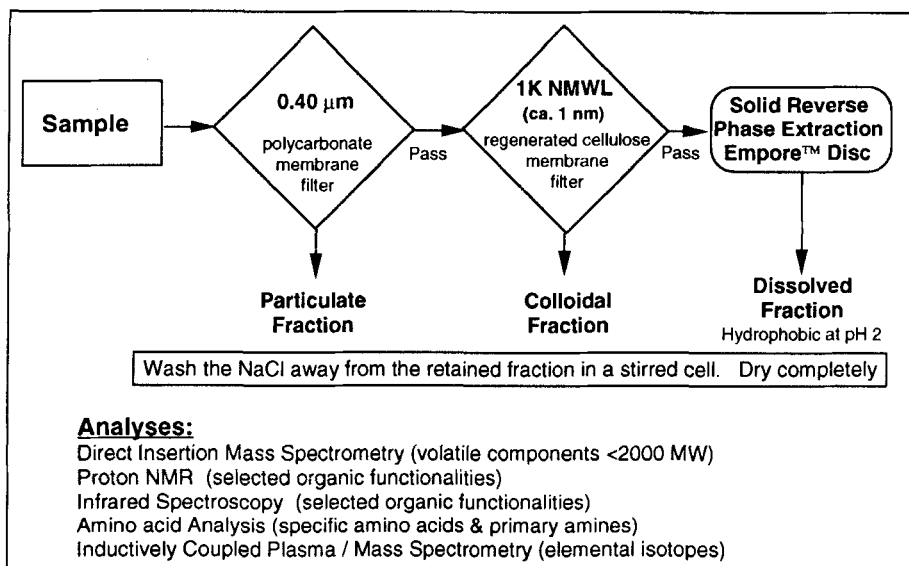 Sample
0.40 µm
polycarbonate
membrane
filter
Pass
1K NMWL
(ca. 1 nm)
regenerated cellulose
membrane
filter
Pass
Solid Reverse
Phase Extraction
Empore™ Disc
Particulate
Fraction
Colloidal
Fraction
Dissolved
Fraction
Hydrophobic at pH 2
Wash the NaCl away from the retained fraction in a stirred cell. Dry completely
Analyses:
Direct Insertion Mass Spectrometry (volatile components <2000 MW)
Proton NMR (selected organic functionalities)
Infrared Spectroscopy (selected organic functionalities)
Amino acid Analysis (specific amino acids & primary amines)
Inductively Coupled Plasma / Mass Spectrometry (elemental isotopes)